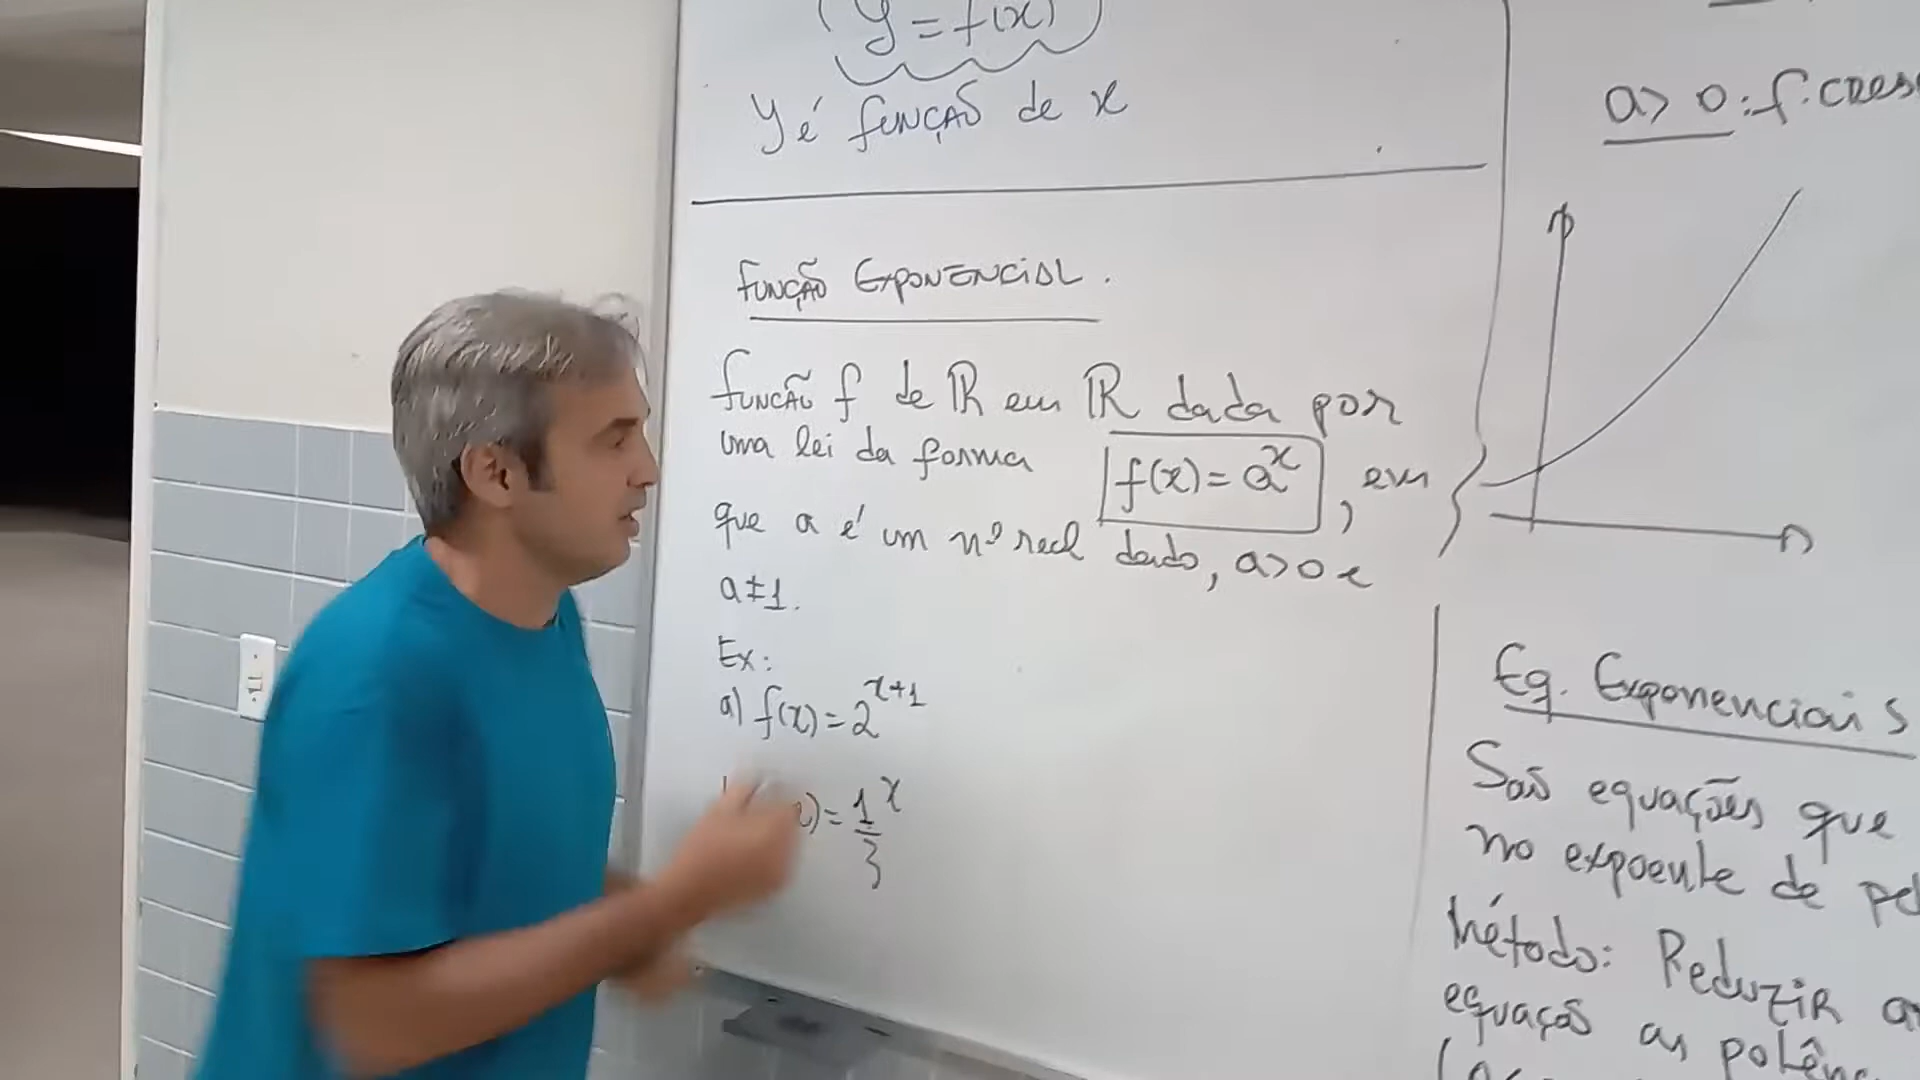 y = f(x)
y é função de x
Função Exponencial.
Função f de ℝ em ℝ dada por
uma lei da forma f(x) = a^x, em
que a é um nº real dado, a>0 e
a≠1.
Ex:
a) f(x) = 2^(x+1)
x) = 1/3^x
a> 0: f. cres
Eq. Exponenciais
São equações que
no expoente de
Método: Reduzir
equação as